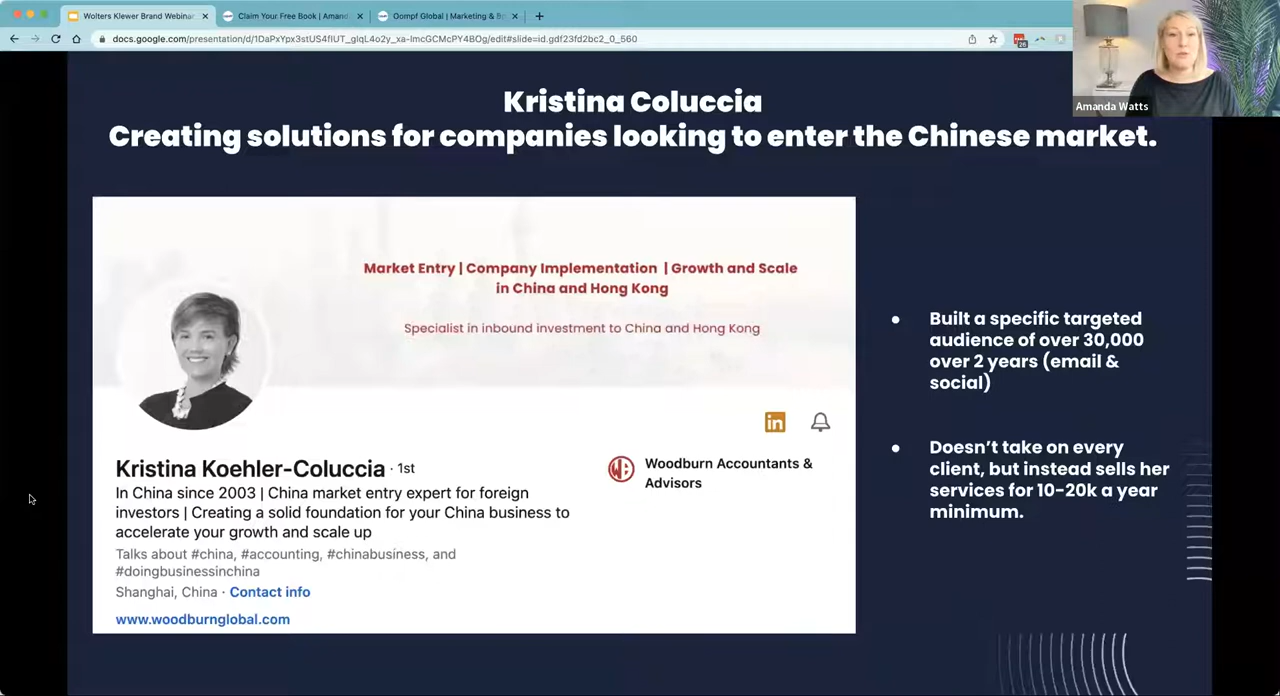 Wolters Klewer Brand Webinar
Claim Your Free Book | Amand
Oompf Global | Marketing & B
docs.google.com/presentation/d/1DaPxYpx3stUS4fIUT_glqL4o2y_xa-lmcGCMcPY4BOg/edit#slide=id.gdf23fd2bc2_0_560
26
Amanda Watts
Kristina Coluccia
Creating solutions for companies looking to enter the Chinese market.
Market Entry | Company Implementation | Growth and Scale
in China and Hong Kong
Specialist in inbound investment to China and Hong Kong
in
Kristina Koehler-Coluccia · 1st
In China since 2003 | China market entry expert for foreign
investors | Creating a solid foundation for your China business to
accelerate your growth and scale up
Talks about #china, #accounting, #chinabusiness, and
#doingbusinessinchina
Shanghai, China · Contact info
www.woodburnglobal.com
Woodburn Accountants &
Advisors
• Built a specific targeted
audience of over 30,000
over 2 years (email &
social)
• Doesn't take on every
client, but instead sells her
services for 10-20k a year
minimum.